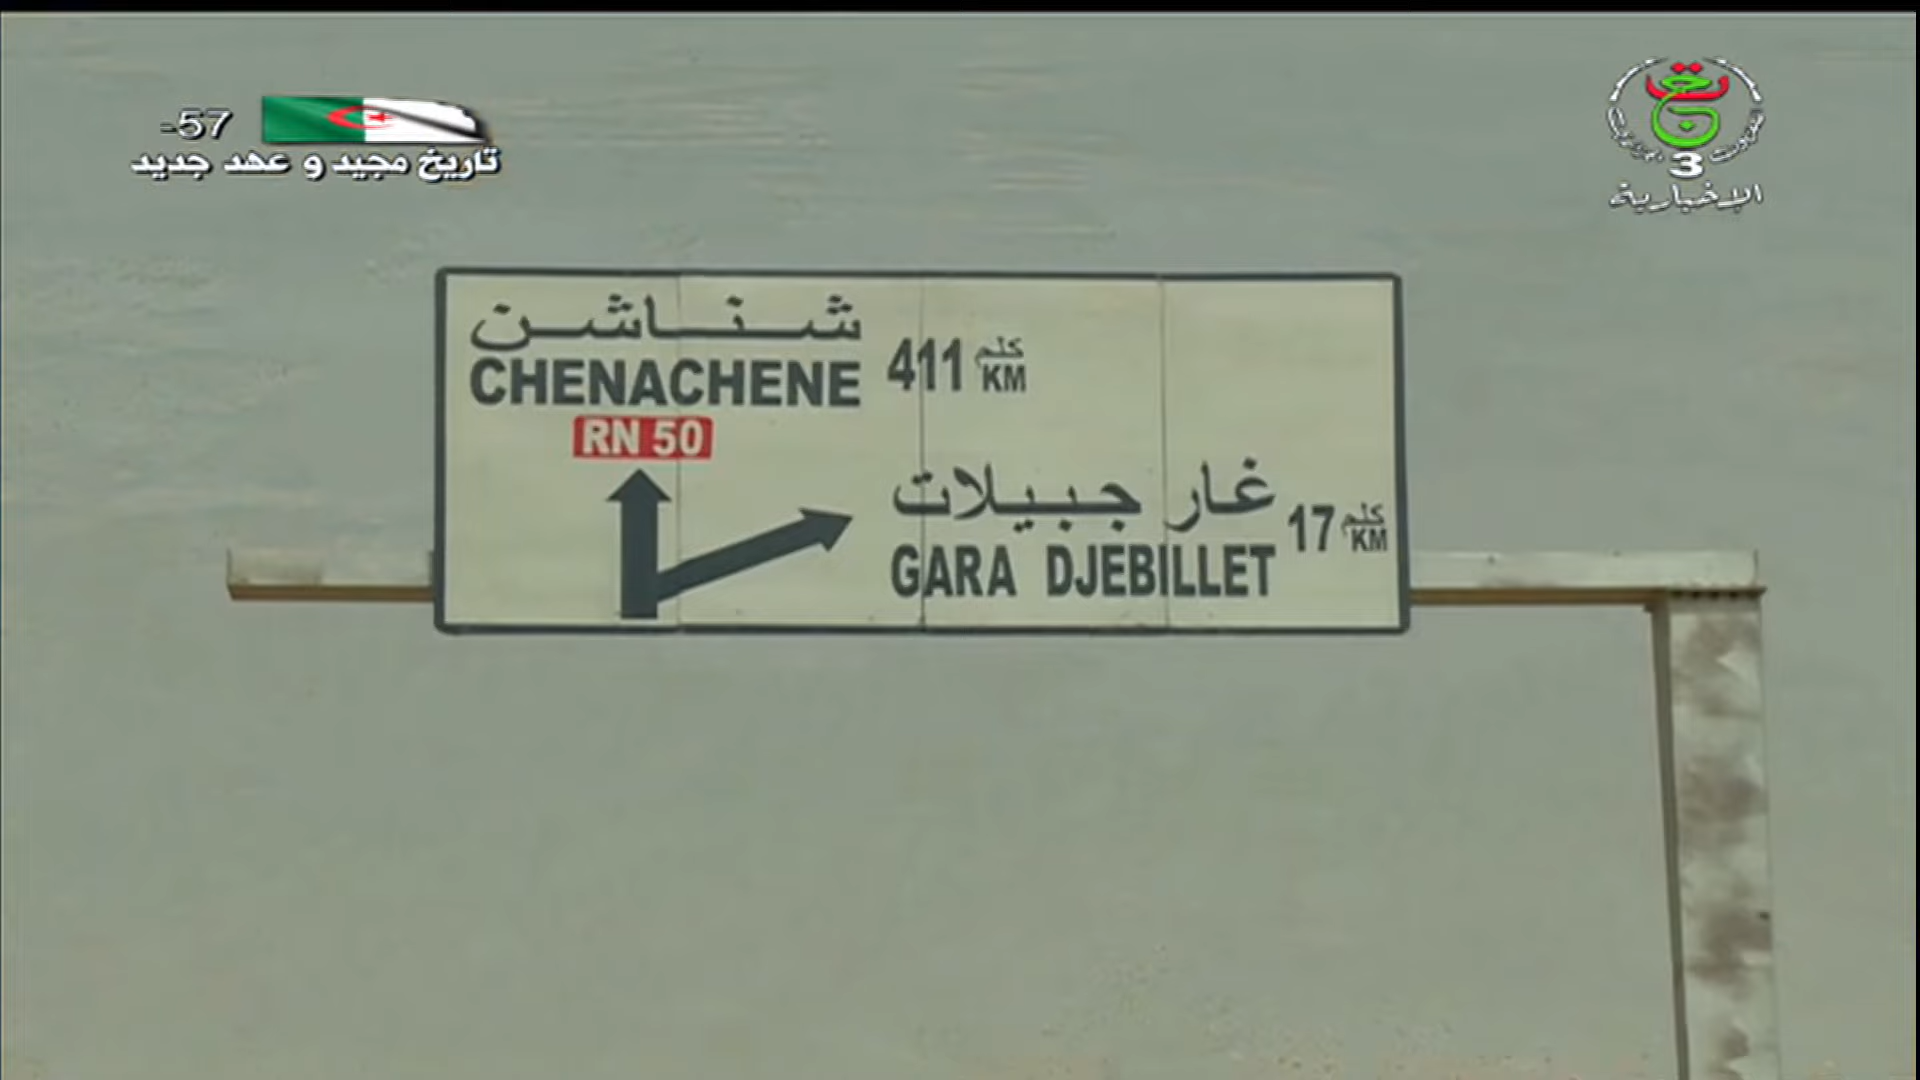 -57
تاريخ مجيد و عهد جديد
3
الإخبارية
شناشن
CHENACHENE
411 كلم KM
RN 50
غار جبيلات
GARA DJEBILLET
17 كلم KM